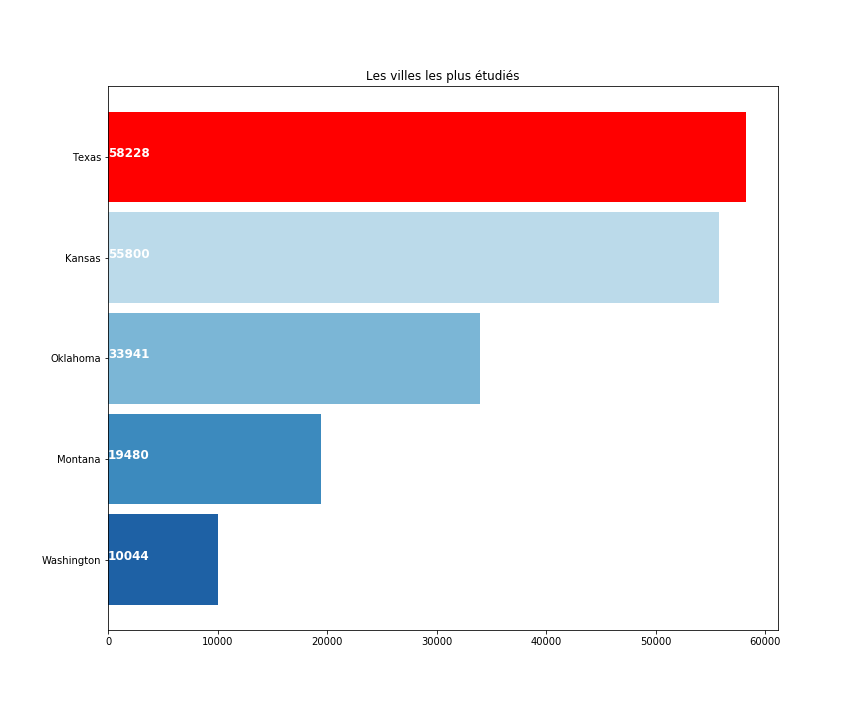 Les villes les plus étudiés
Texas
58228
Kansas
55800
Oklahoma
33941
Montana
19480
Washington
10044
0 10000 20000 30000 40000 50000 60000